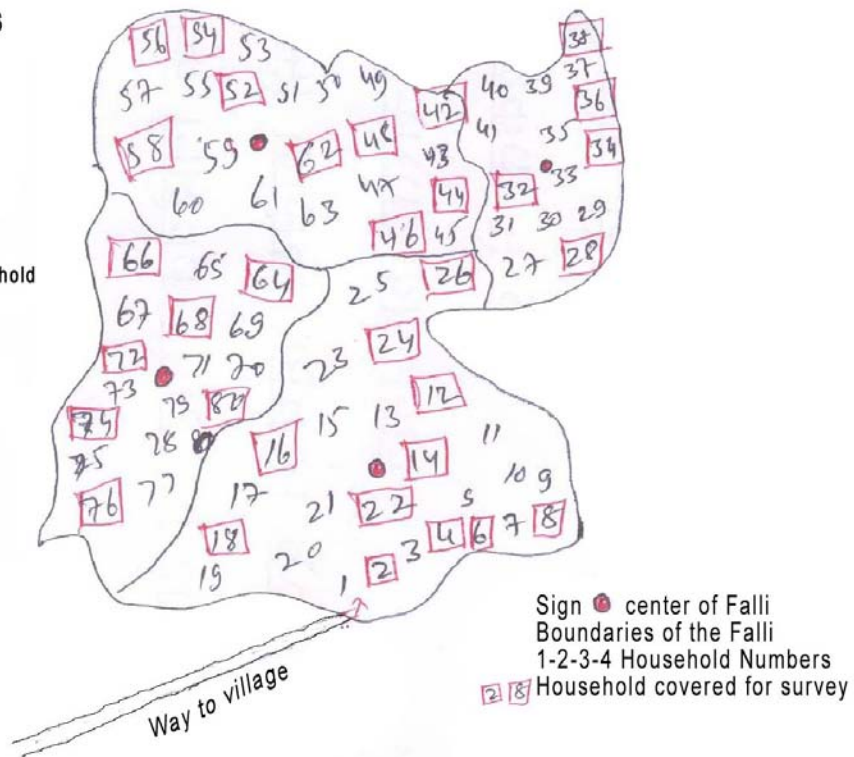 56 54 53
57 55 52 51 50 49
42 40 39 38
37
36
58 59 62 48 43 41 35 34
60 61 63 47 44 32 33
46 45 31 30 29
66 65 64 25 26 27 28
hold
67 68 69 24
72 71 70 23
73 79 80 12
74 15 13
75 78 16 14 11
76 77 17 21 22 5 10 9
18 20 3 4 6 7 8
19 1 2
Sign center of Falli
Boundaries of the Falli
1-2-3-4 Household Numbers
2 8 Household covered for survey
Way to village